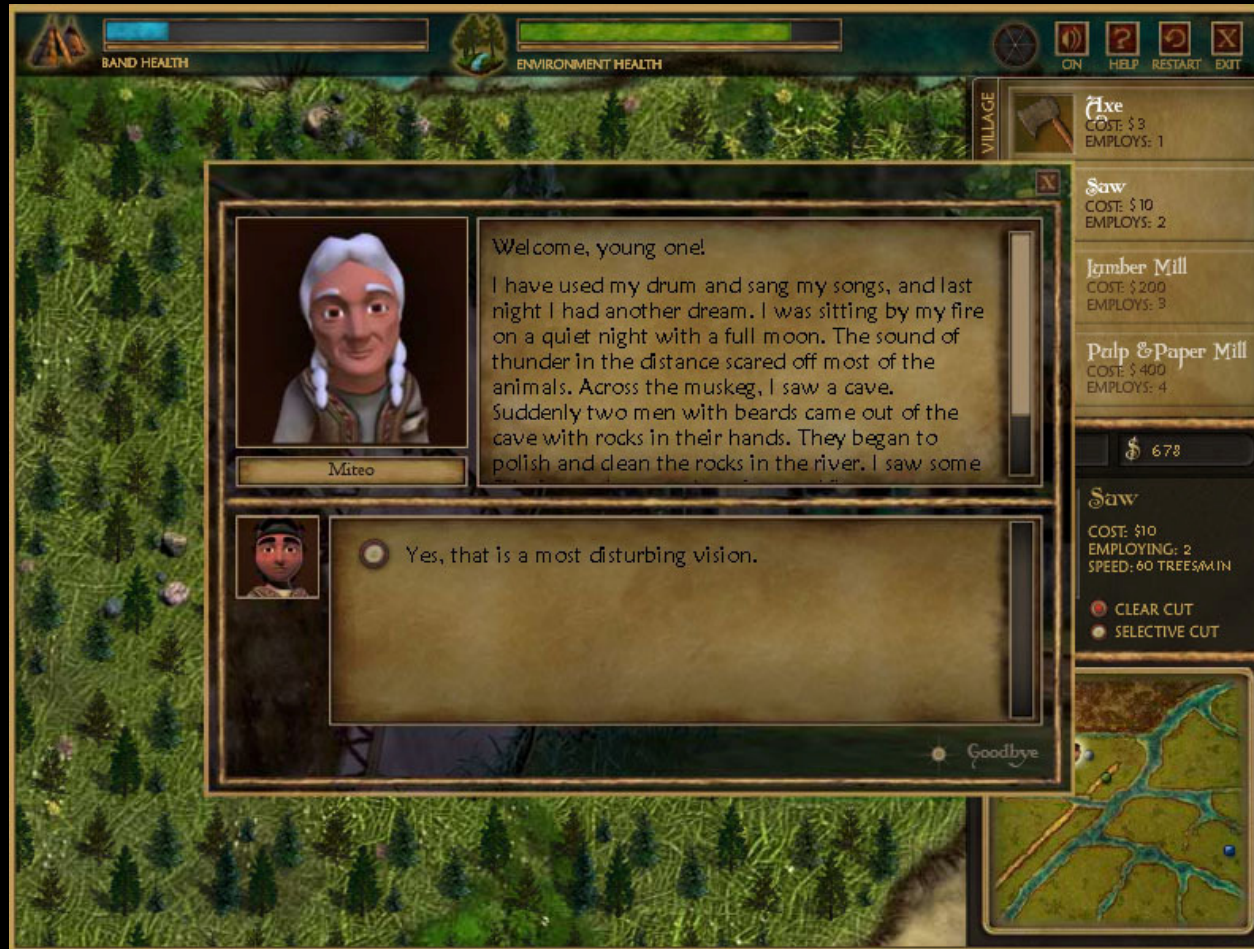 BAND HEALTH
ENVIRONMENT HEALTH
ON
HELP
RESTART
EXIT
VILLAGE
Axe
COST: $3
EMPLOYS: 1
Saw
COST: $10
EMPLOYS: 2
Lumber Mill
COST: $200
EMPLOYS: 3
Pulp & Paper Mill
COST: $400
EMPLOYS: 4
$ 678
Saw
COST: $10
EMPLOYING: 2
SPEED: 60 TREES/MIN
CLEAR CUT
SELECTIVE CUT
X
Welcome, young one!
I have used my drum and sang my songs, and last
night I had another dream. I was sitting by my fire
on a quiet night with a full moon. The sound of
thunder in the distance scared off most of the
animals. Across the muskeg, I saw a cave.
Suddenly two men with beards came out of the
cave with rocks in their hands. They began to
polish and clean the rocks in the river. I saw some
Miteo
Yes, that is a most disturbing vision.
Goodbye